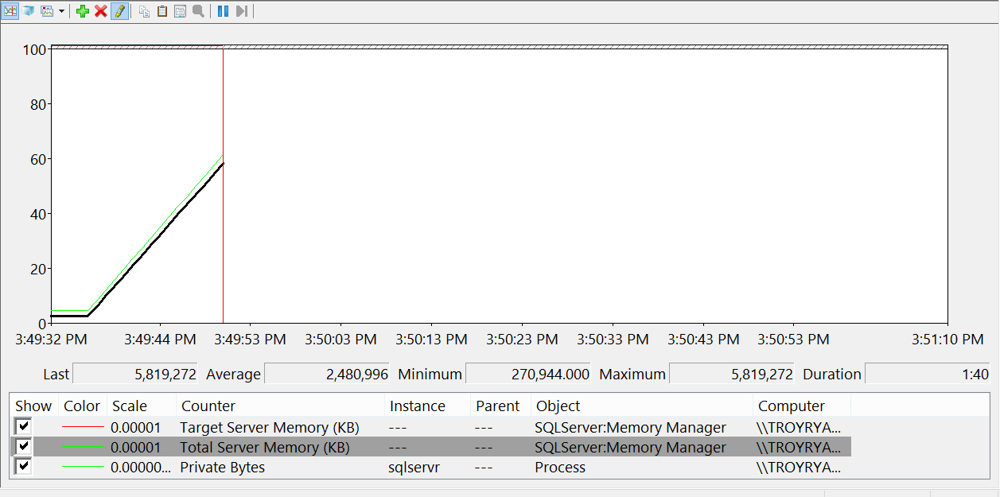 100
80
60
40
20
0
3:49:32 PM 3:49:44 PM 3:49:53 PM 3:50:03 PM 3:50:13 PM 3:50:23 PM 3:50:33 PM 3:50:43 PM 3:50:53 PM 3:51:10 PM
Last 5,819,272 Average 2,480,996 Minimum 270,944.000 Maximum 5,819,272 Duration 1:40
Show Color Scale Counter Instance Parent Object Computer
0.00001 Target Server Memory (KB) --- --- SQLServer:Memory Manager \\TROYRYA...
0.00001 Total Server Memory (KB) --- --- SQLServer:Memory Manager \\TROYRYA...
0.00000... Private Bytes sqlservr --- Process \\TROYRYA...